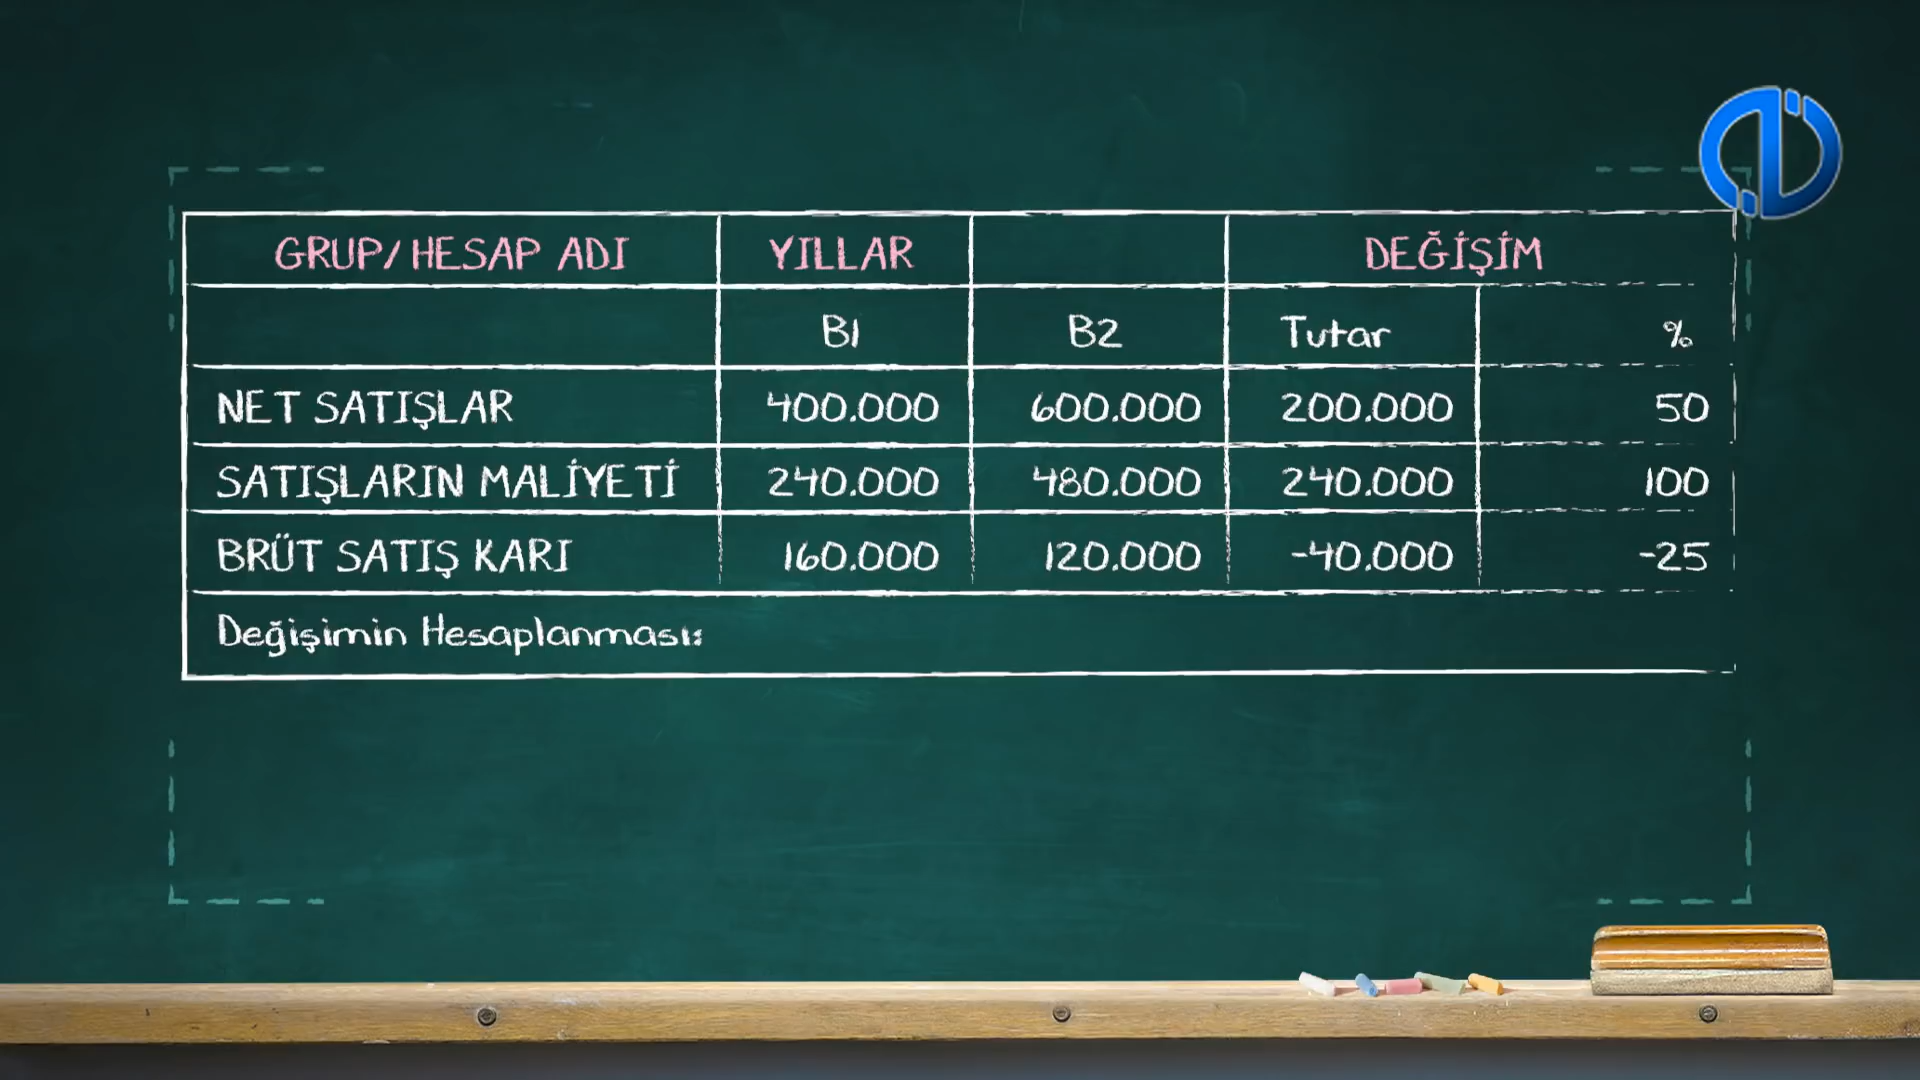 GRUP/HESAP ADI YILLAR DEĞİŞİM
B1 B2 Tutar %
NET SATIŞLAR 400.000 600.000 200.000 50
SATIŞLARIN MALİYETİ 240.000 480.000 240.000 100
BRÜT SATIŞ KARI 160.000 120.000 -40.000 -25
Değişimin Hesaplanması: